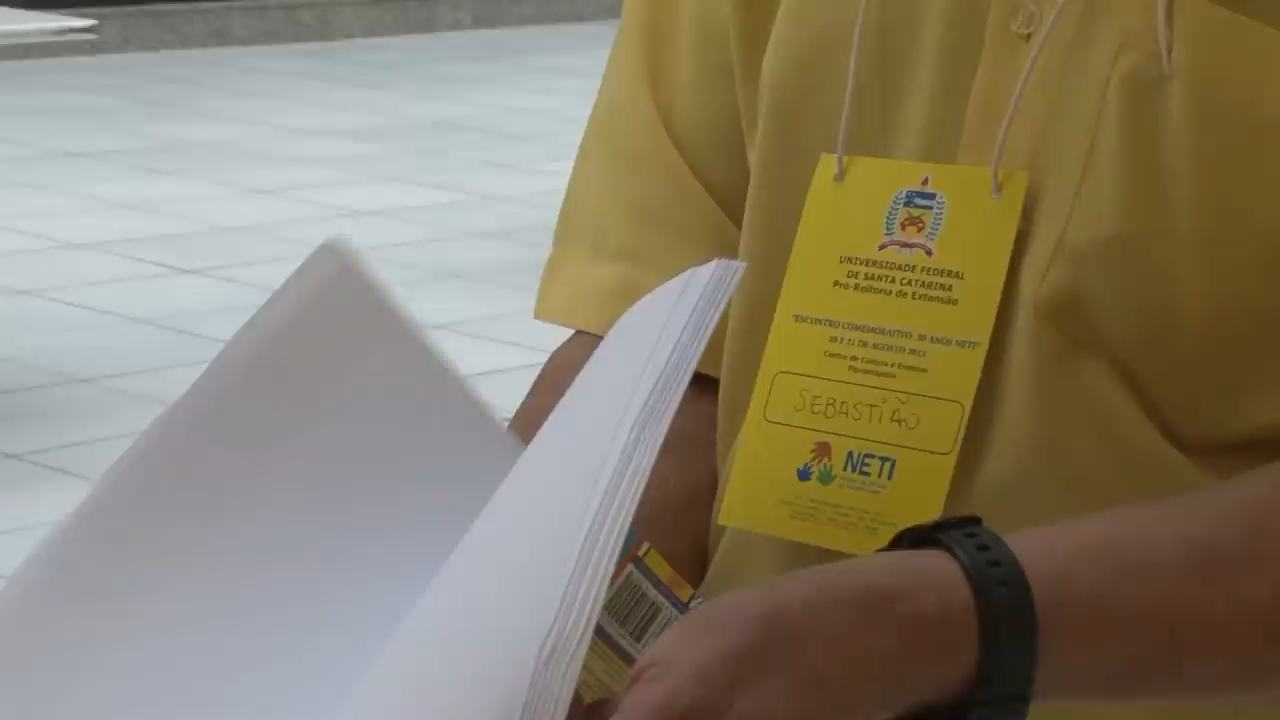 UNIVERSIDADE FEDERAL
DE SANTA CATARINA
Pró-Reitoria de Extensão
"ENCONTRO COMEMORATIVO: 30 ANOS NETI"
20 E 21 DE AGOSTO
Centro de Cultura e Eventos
Florianópolis
SEBASTIÃO
NETI